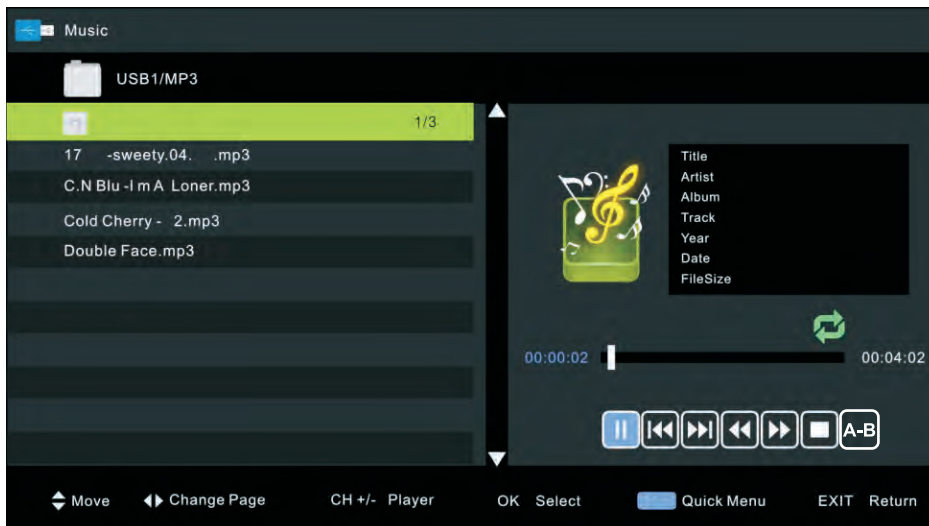 Music
USB1/MP3
1/3
17 -sweety.04. .mp3
C.N Blu -I m A Loner.mp3
Cold Cherry - 2.mp3
Double Face.mp3
Title
Artist
Album
Track
Year
Date
FileSize
00:00:02 00:04:02
A-B
Move Change Page CH +/- Player OK Select Quick Menu EXIT Return